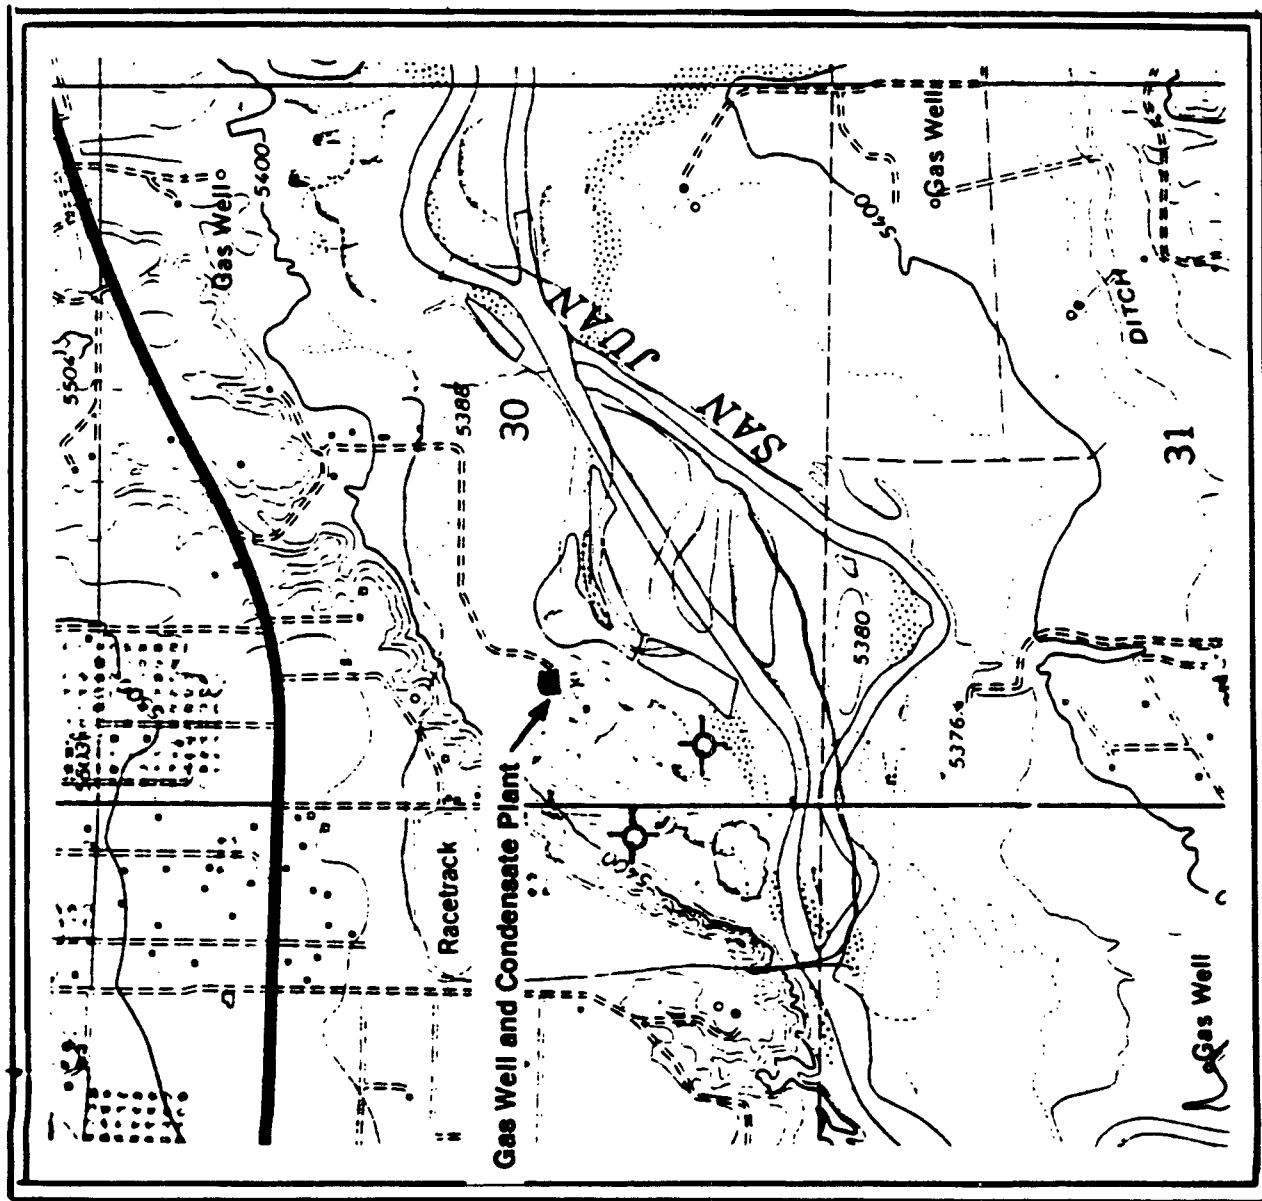 5504
Gas Well
5400
5388
30
SAN JUAN
Gas Well
5400
DITCH
31
5380
5376
Gas Well and Condensate Plant
Racetrack
Gas Well